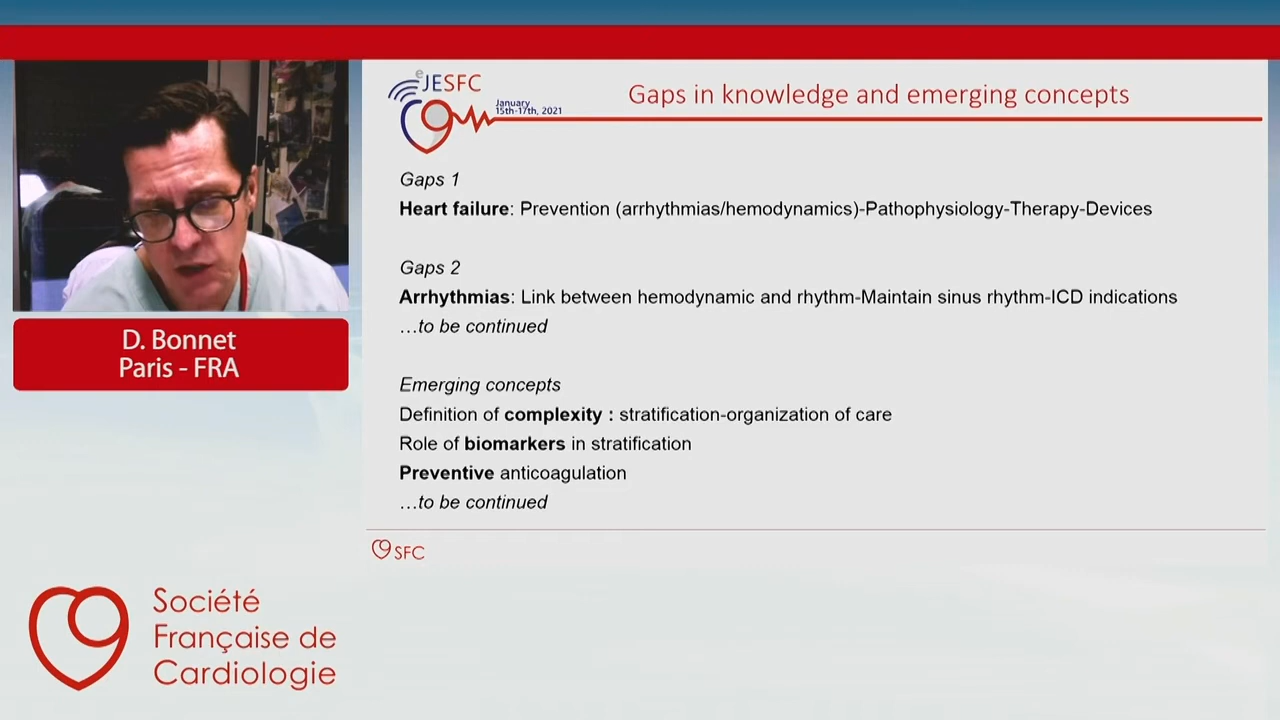 D. Bonnet
Paris - FRA
Société
Française de
Cardiologie
eJESFC
January
15th-17th, 2021
Gaps in knowledge and emerging concepts
Gaps 1
Heart failure: Prevention (arrhythmias/hemodynamics)-Pathophysiology-Therapy-Devices
Gaps 2
Arrhythmias: Link between hemodynamic and rhythm-Maintain sinus rhythm-ICD indications
…to be continued
Emerging concepts
Definition of complexity : stratification-organization of care
Role of biomarkers in stratification
Preventive anticoagulation
…to be continued
SFC